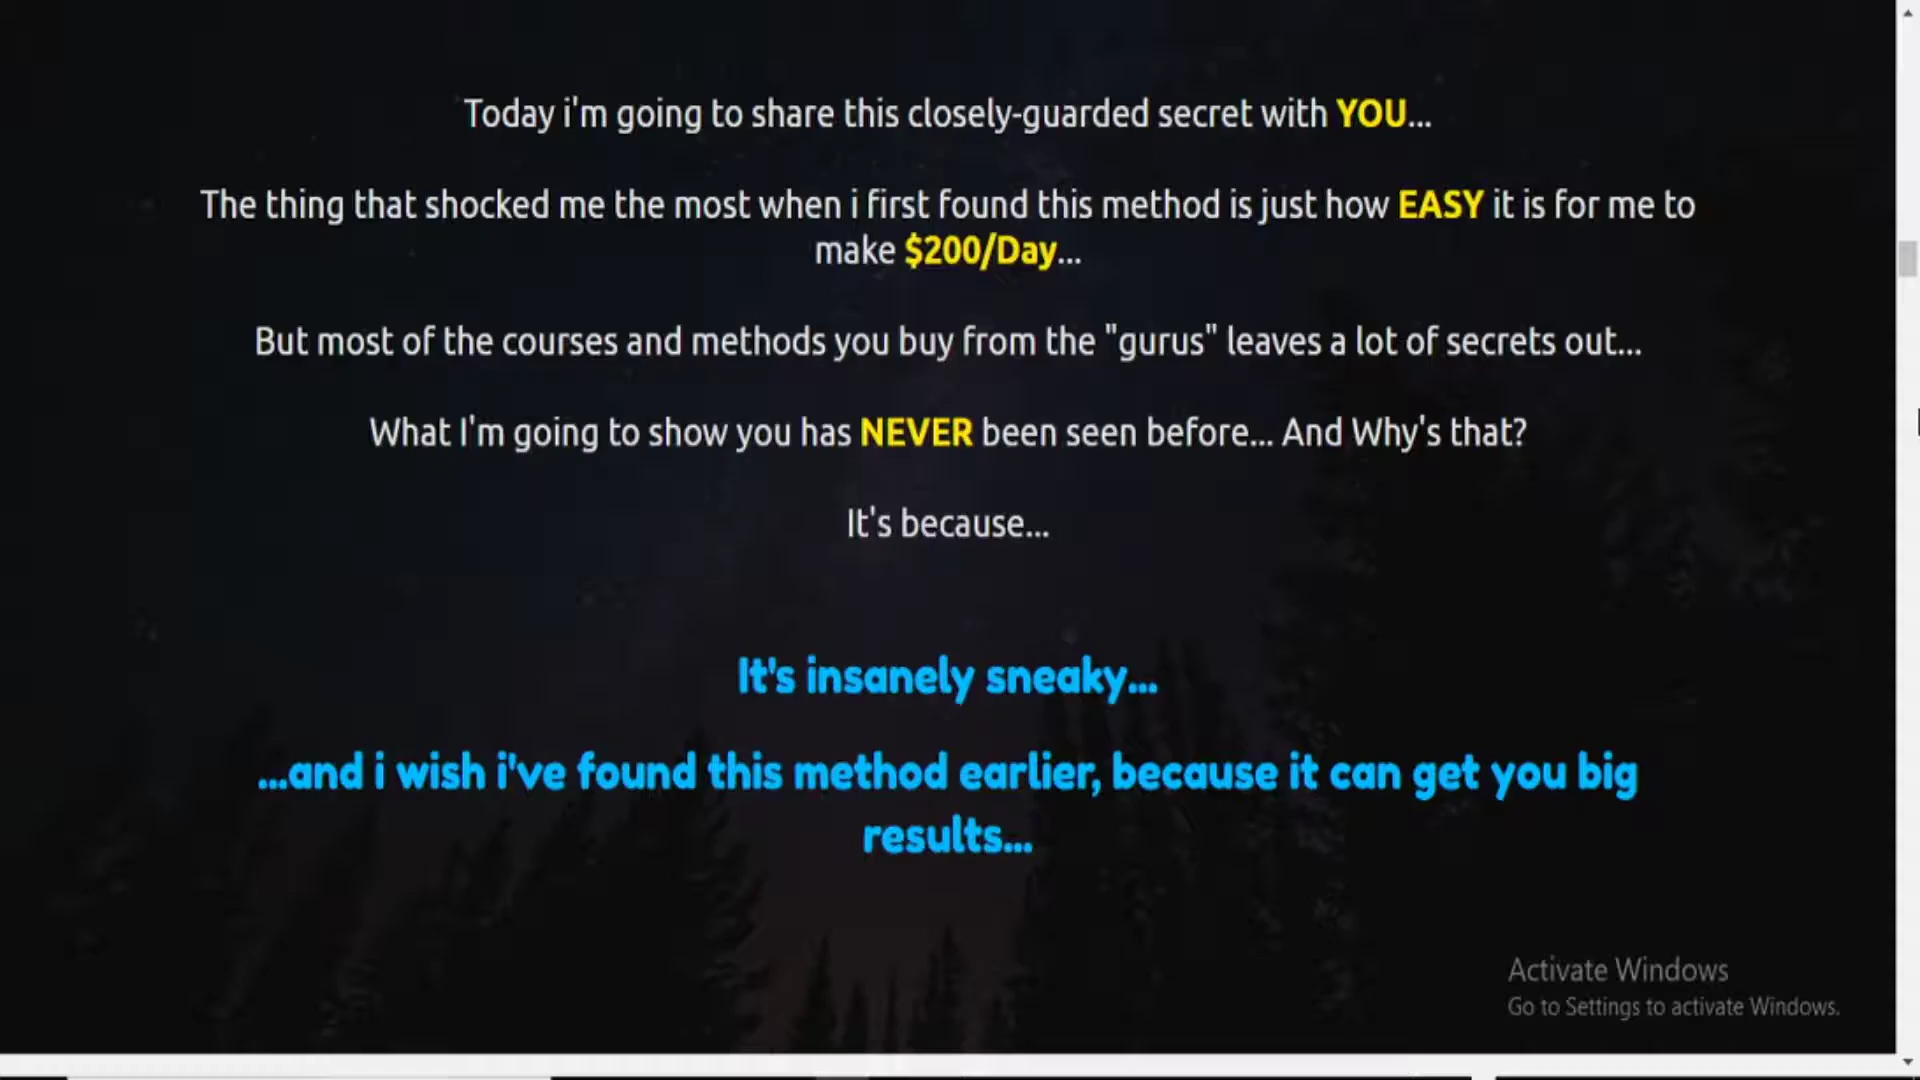 Today i'm going to share this closely-guarded secret with YOU...
The thing that shocked me the most when i first found this method is just how EASY it is for me to
make $200/Day...
But most of the courses and methods you buy from the "gurus" leaves a lot of secrets out...
What I'm going to show you has NEVER been seen before... And Why's that?
It's because...
It's insanely sneaky...
...and i wish i've found this method earlier, because it can get you big
results...
Activate Windows
Go to Settings to activate Windows.